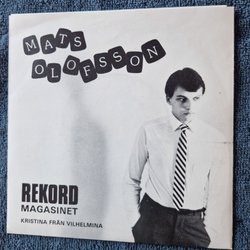 MATS
OLOFSSON
REKORD
MAGASINET
KRISTINA FRÅN VILHELMINA